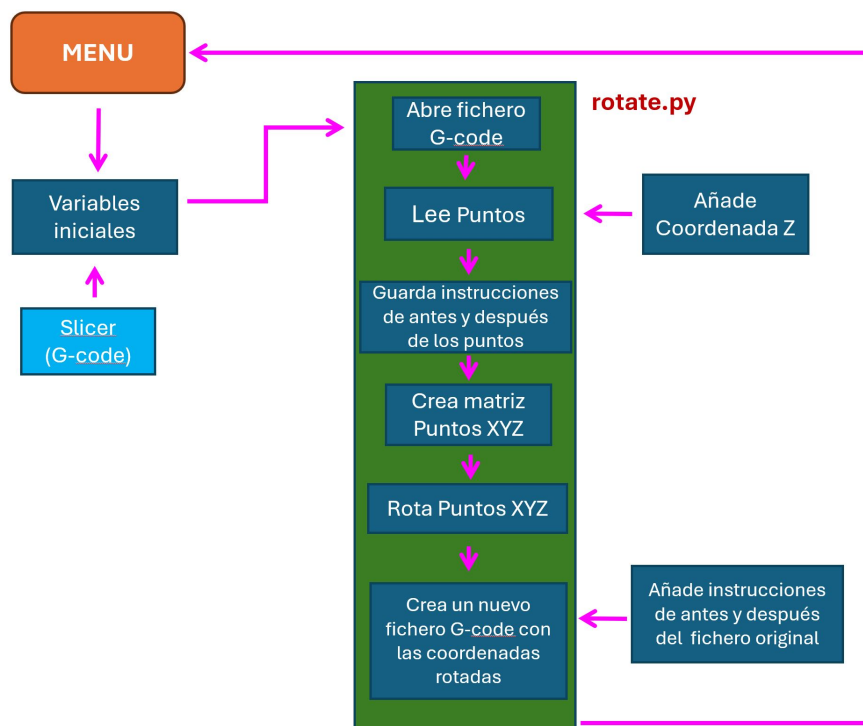 MENU
rotate.py
Abre fichero
G-code
Variables
iniciales
Lee Puntos
Añade
Coordenada Z
Guarda instrucciones
de antes y después
de los puntos
Slicer
(G-code)
Crea matriz
Puntos XYZ
Rota Puntos XYZ
Crea un nuevo
fichero G-code con
las coordenadas
rotadas
Añade instrucciones
de antes y después
del fichero original